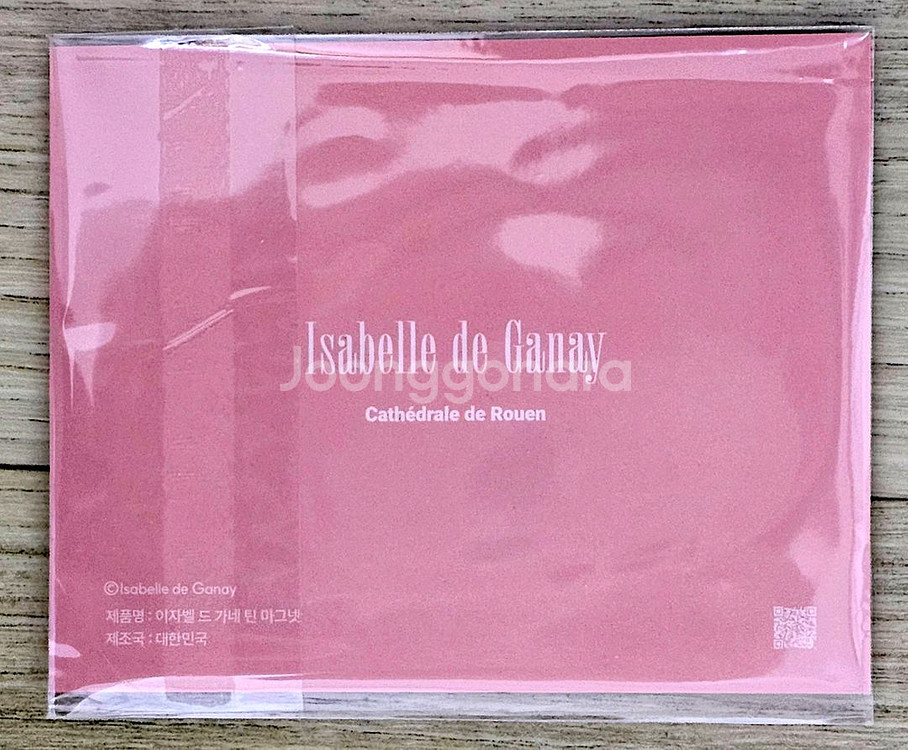 Isabelle de Ganay
Joonggonara
Cathédrale de Rouen
©Isabelle de Ganay
제품명 : 이자벨 드 가네 틴 마그넷
제조국 : 대한민국